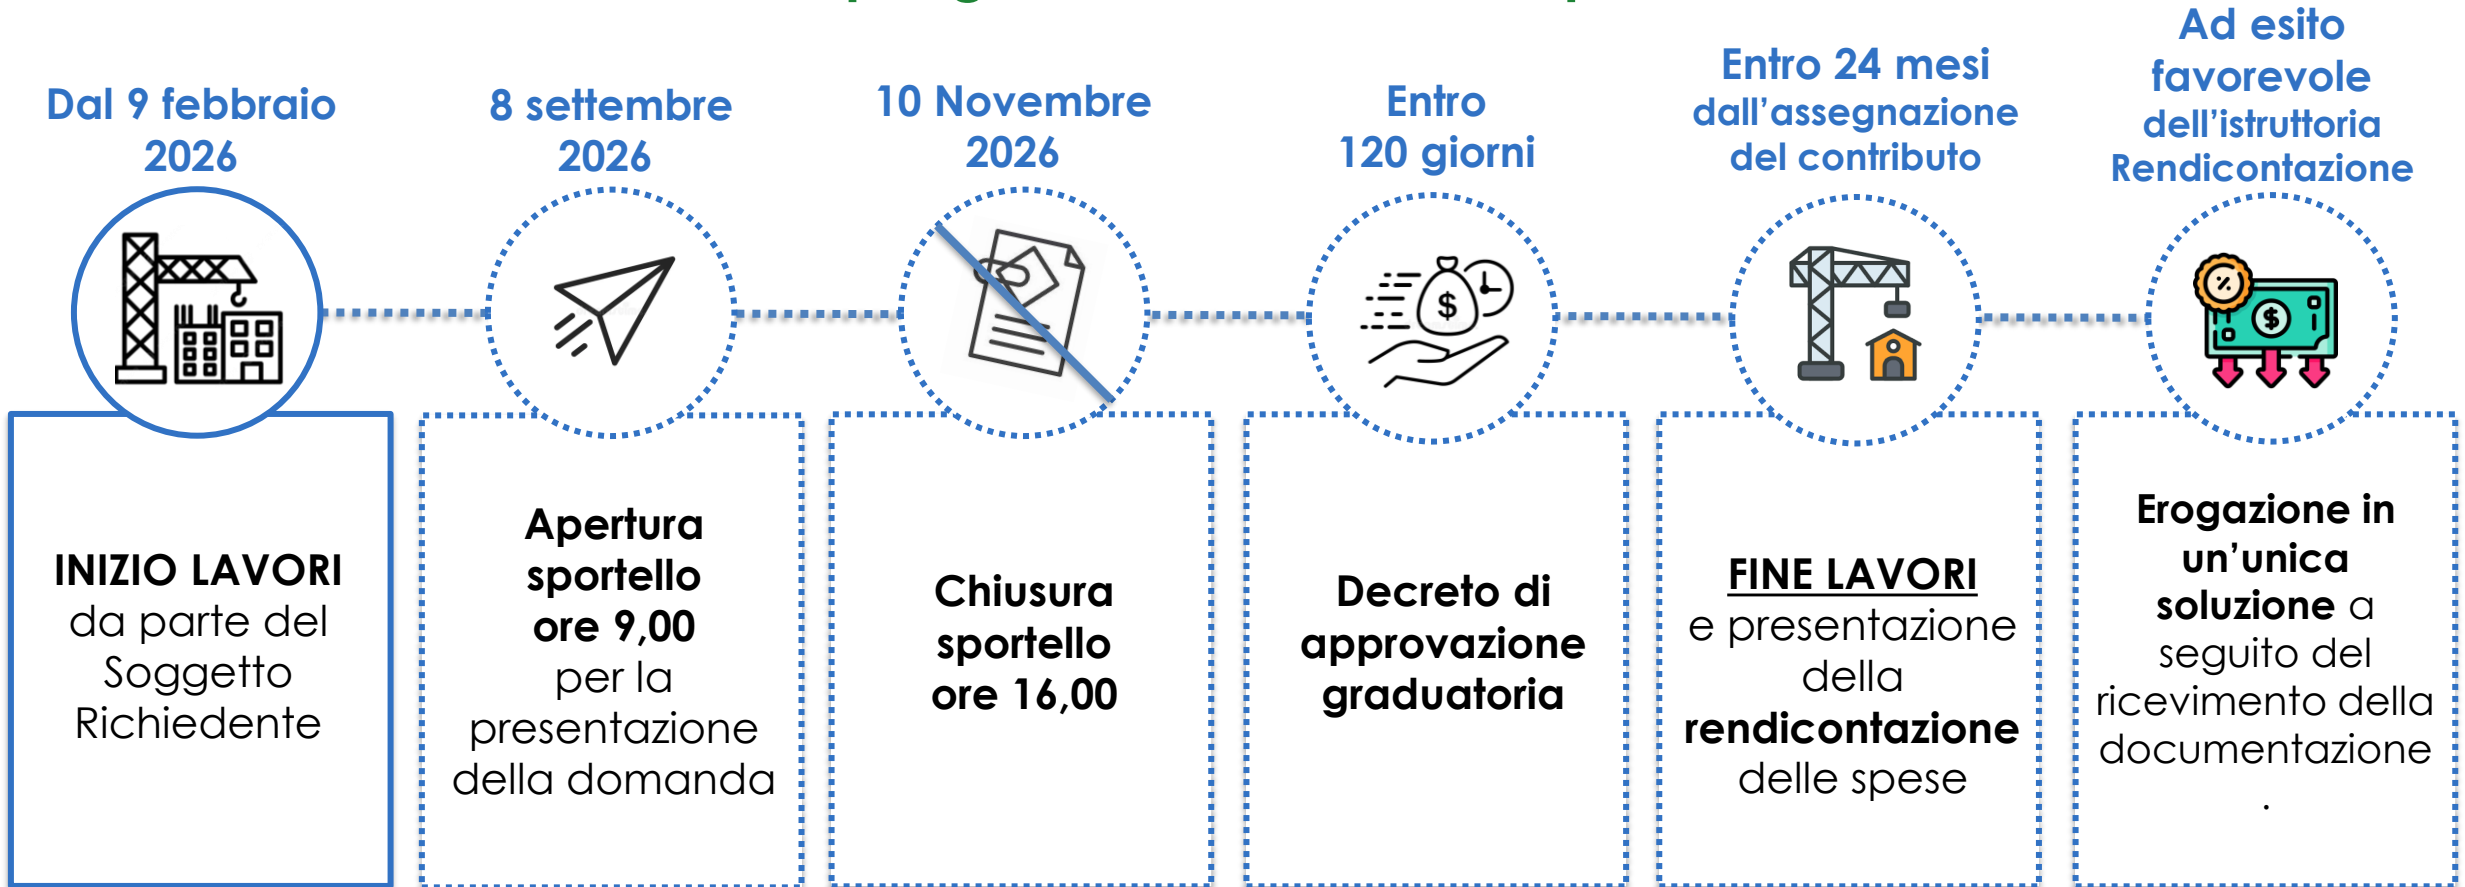 Dal 9 febbraio
2026
INIZIO LAVORI
da parte del
Soggetto
Richiedente
8 settembre
2026
Apertura
sportello
ore 9,00
per la
presentazione
della domanda
10 Novembre
2026
Chiusura
sportello
ore 16,00
Entro
120 giorni
$
Decreto di
approvazione
graduatoria
Entro 24 mesi
dall'assegnazione
del contributo
FINE LAVORI
e presentazione
della
rendicontazione
delle spese
Ad esito
favorevole
dell'istruttoria
Rendicontazione
%
$
Erogazione in
un'unica
soluzione a
seguito del
ricevimento della
documentazione
.